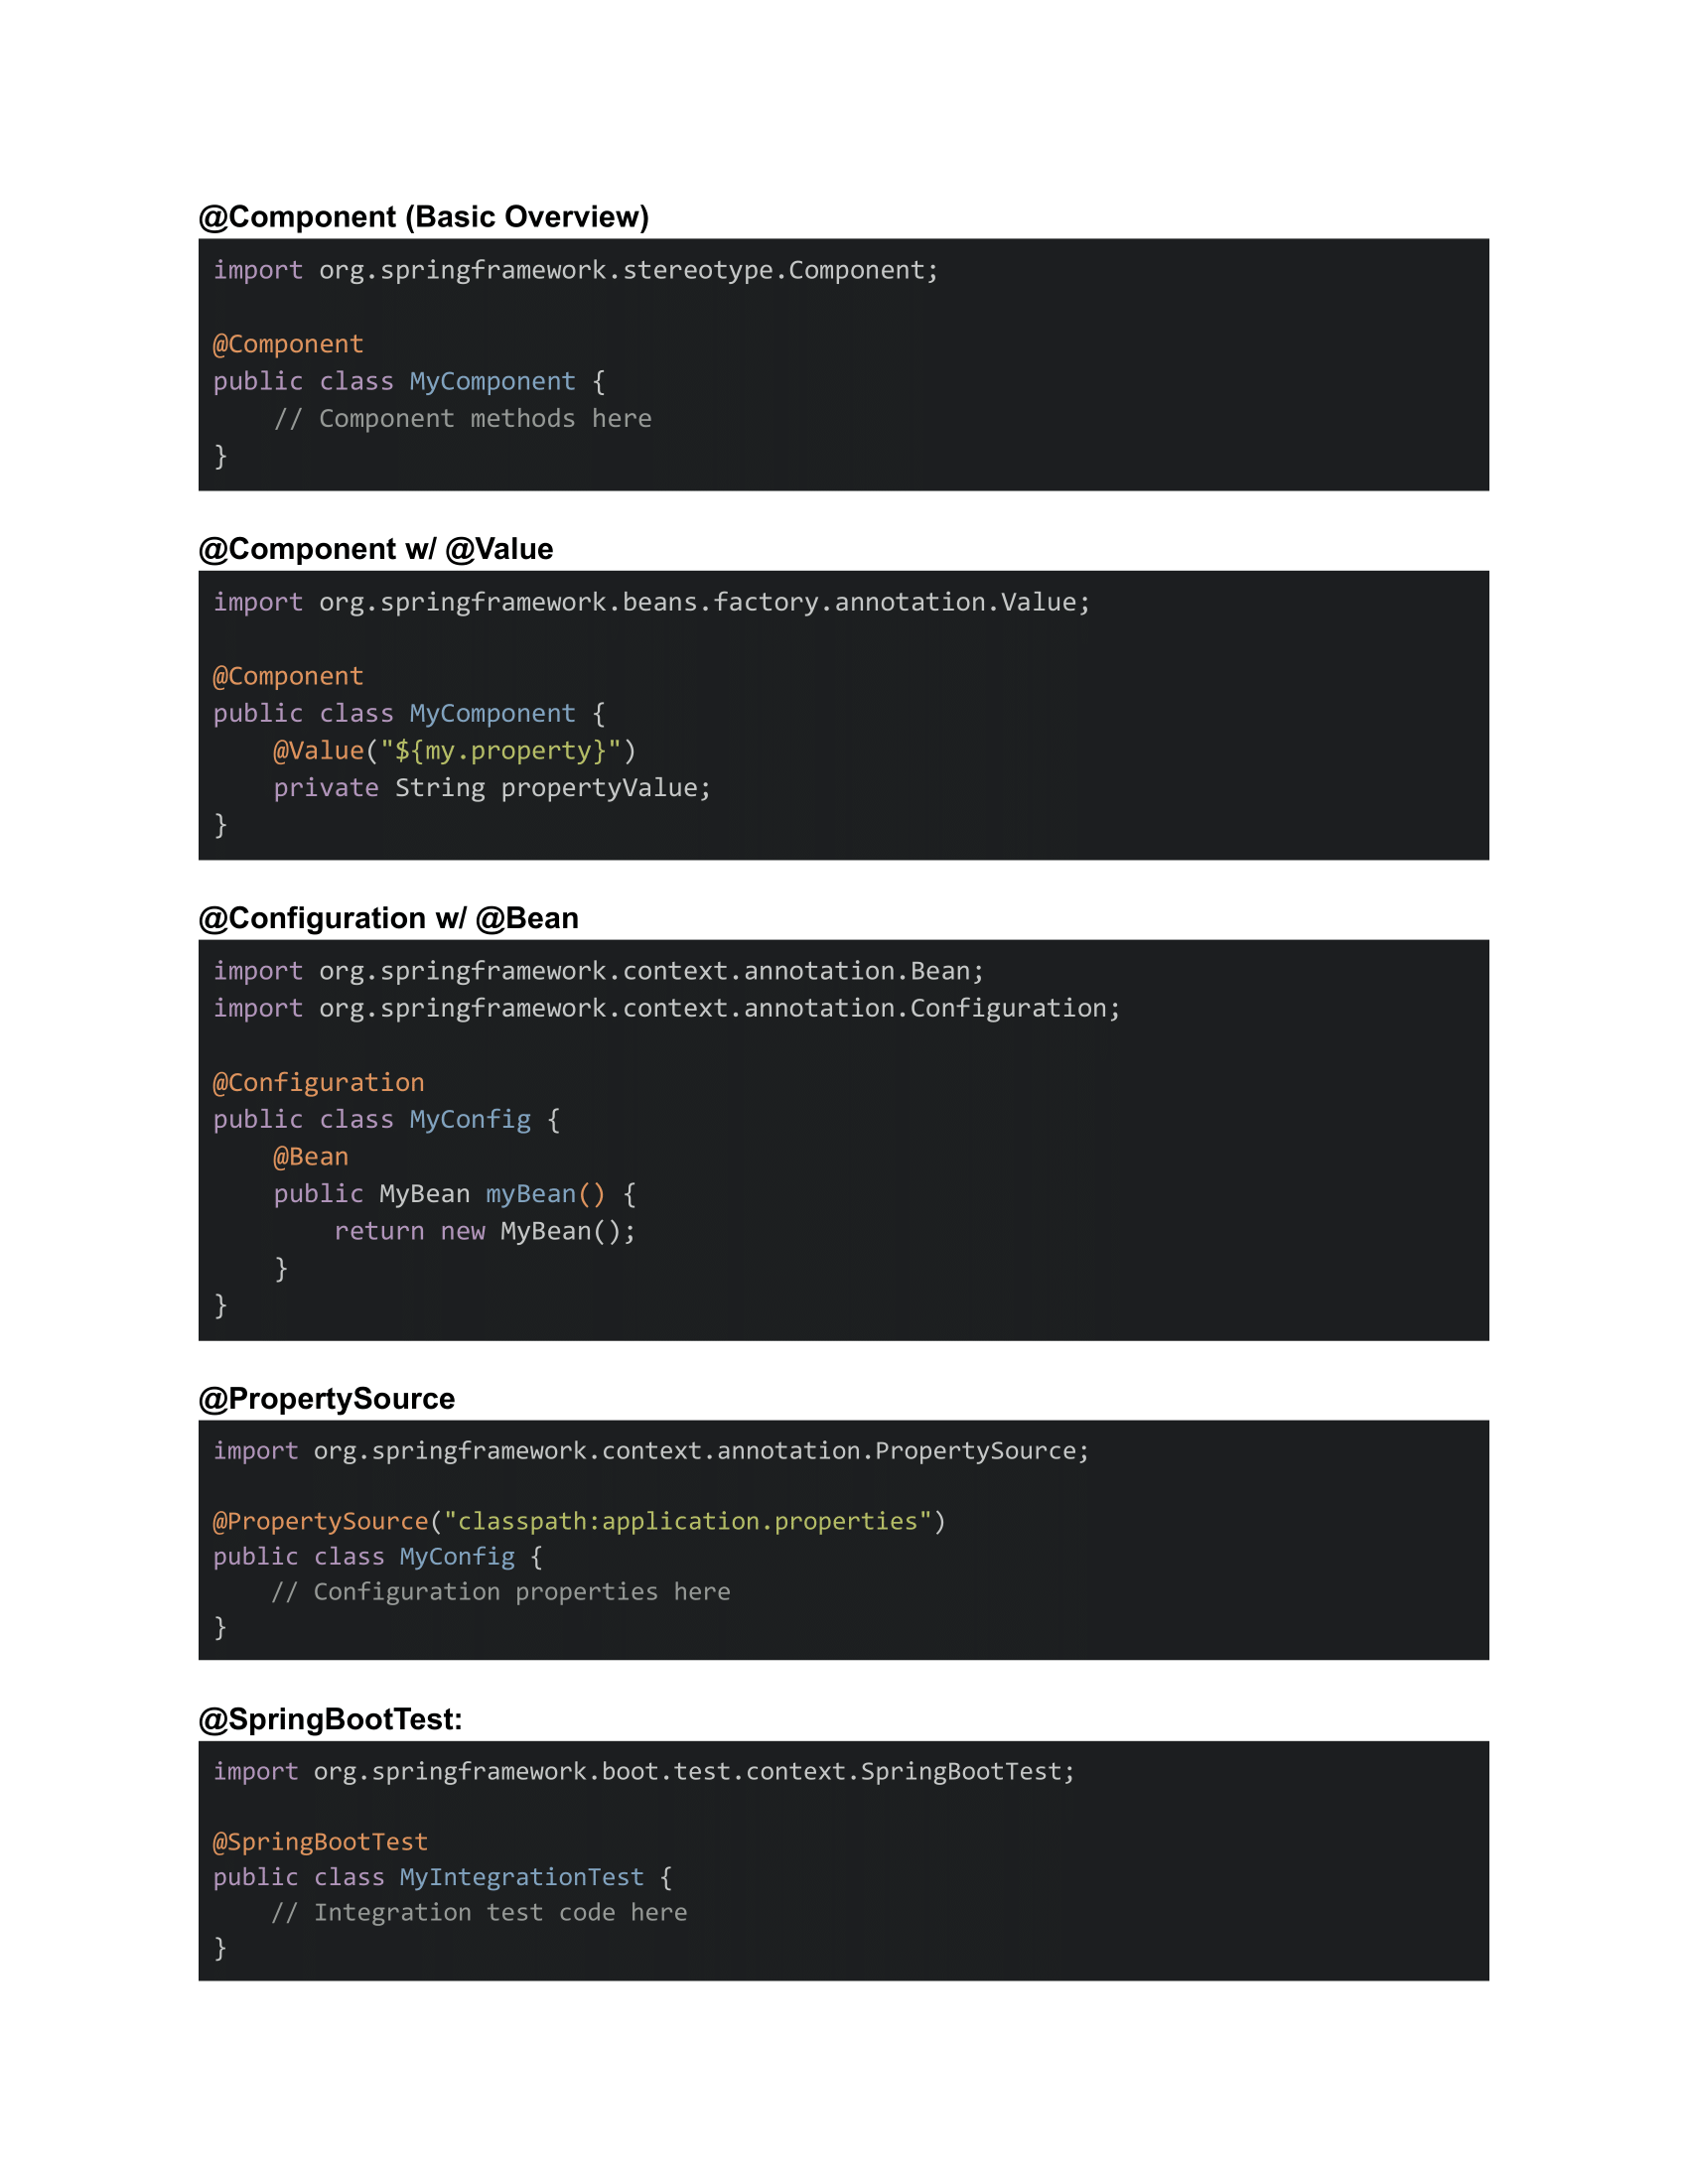 @Component (Basic Overview)
import org.springframework.stereotype.Component;
@Component
public class MyComponent {
    // Component methods here
}
@Component w/ @Value
import org.springframework.beans.factory.annotation.Value;
@Component
public class MyComponent {
    @Value("${my.property}")
    private String propertyValue;
}
@Configuration w/ @Bean
import org.springframework.context.annotation.Bean;
import org.springframework.context.annotation.Configuration;
@Configuration
public class MyConfig {
    @Bean
    public MyBean myBean() {
        return new MyBean();
    }
}
@PropertySource
import org.springframework.context.annotation.PropertySource;
@PropertySource("classpath:application.properties")
public class MyConfig {
    // Configuration properties here
}
@SpringBootTest:
import org.springframework.boot.test.context.SpringBootTest;
@SpringBootTest
public class MyIntegrationTest {
    // Integration test code here
}